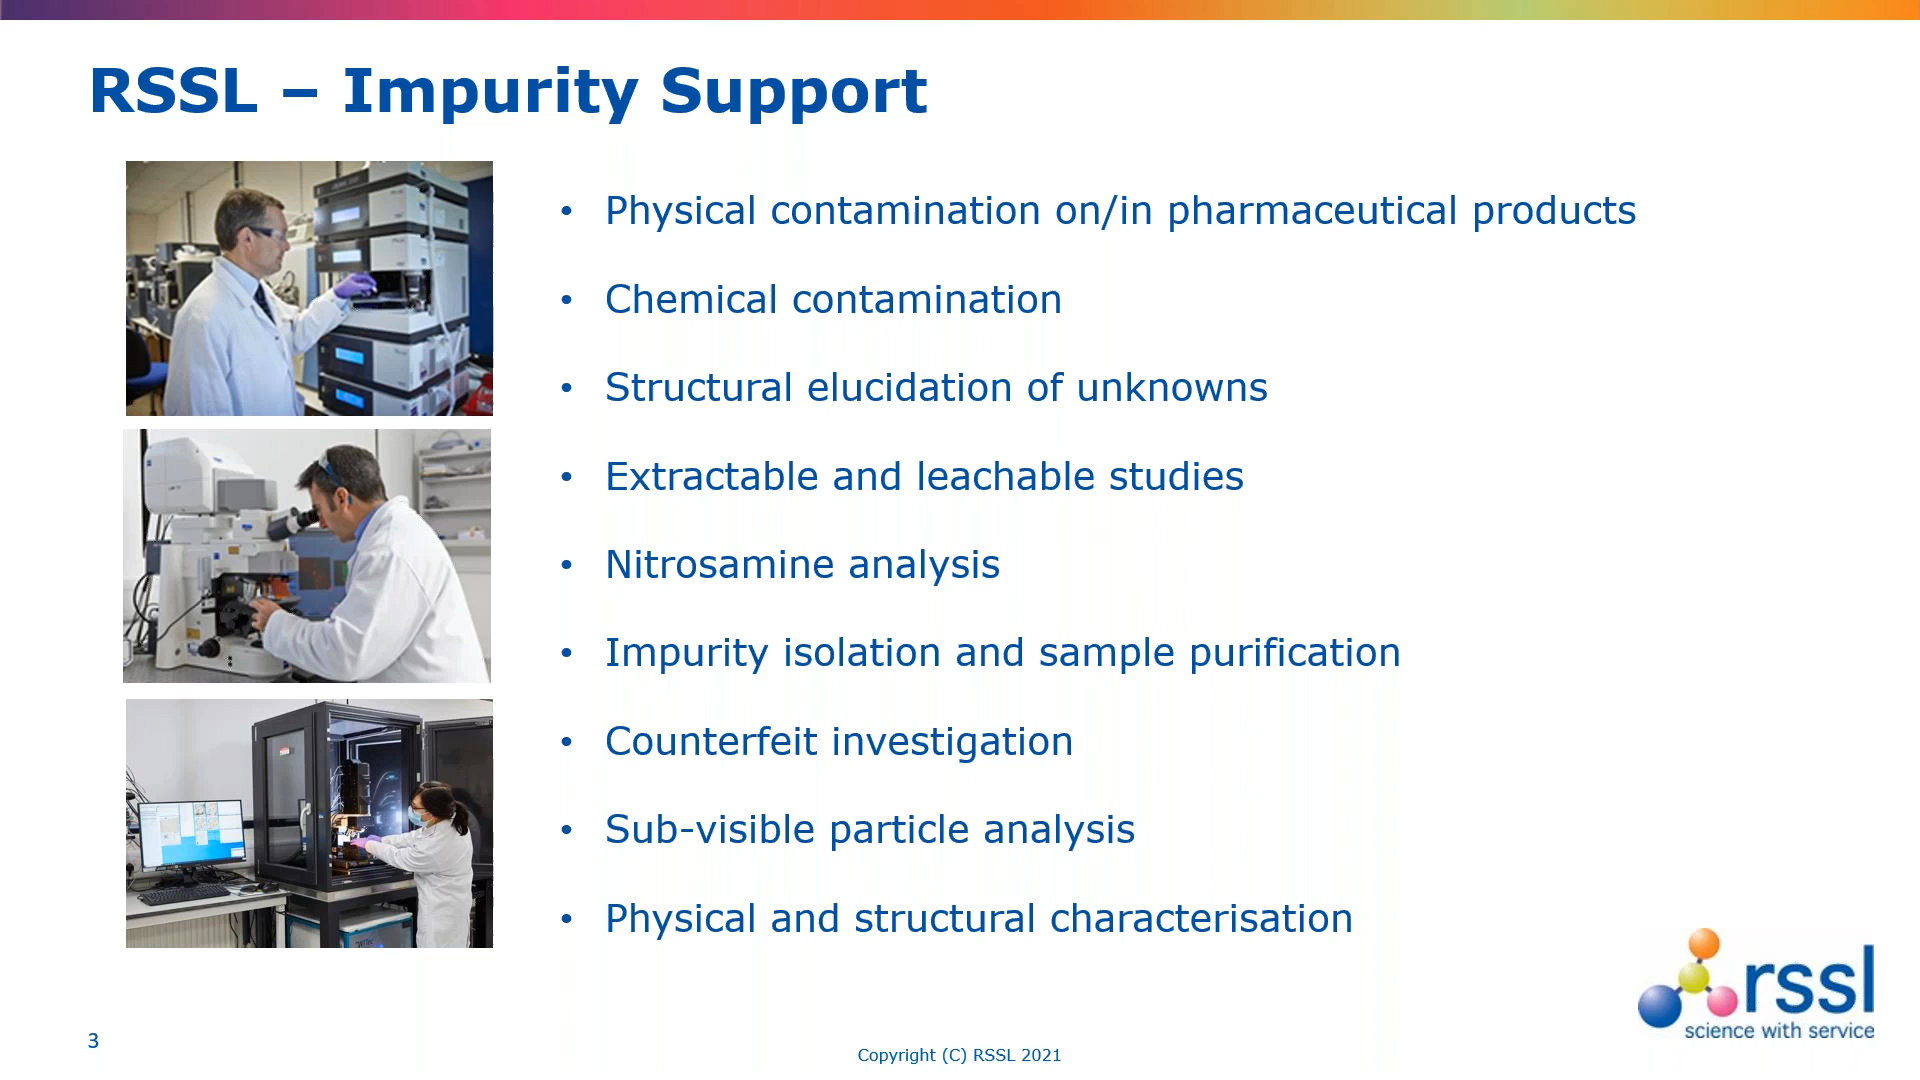 RSSL – Impurity Support
• Physical contamination on/in pharmaceutical products
• Chemical contamination
• Structural elucidation of unknowns
• Extractable and leachable studies
• Nitrosamine analysis
• Impurity isolation and sample purification
• Counterfeit investigation
• Sub-visible particle analysis
• Physical and structural characterisation
rssl
science with service
3
Copyright (C) RSSL 2021